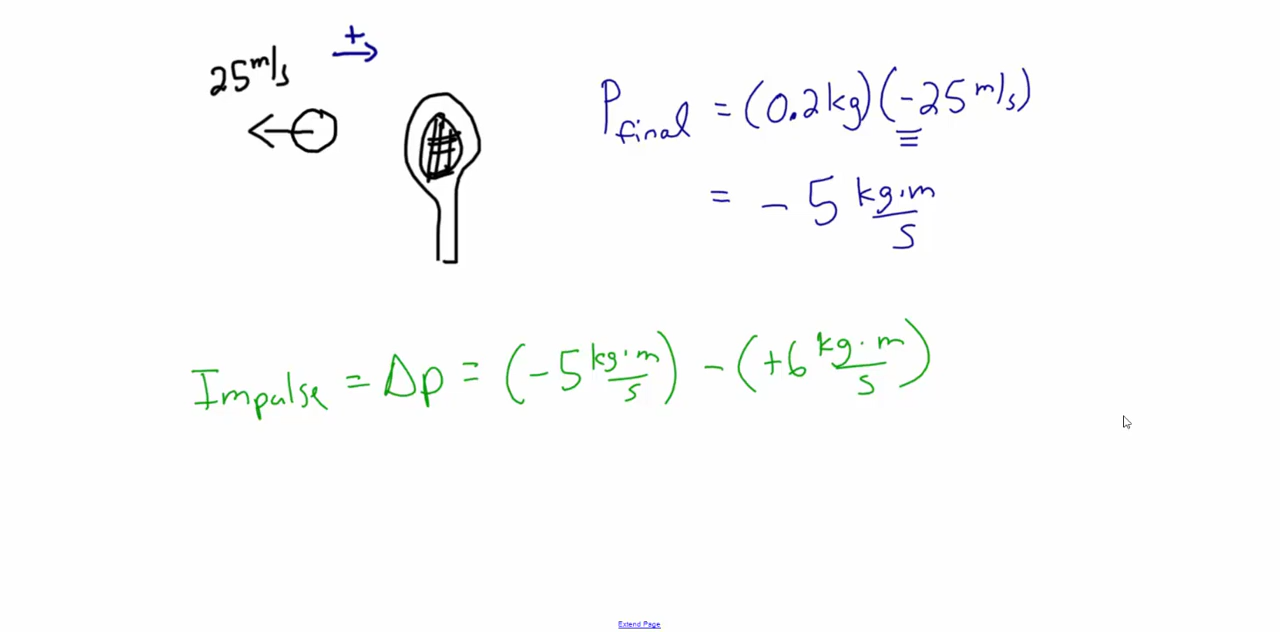 25 m/s
+
P final = (0.2 kg)(-25 m/s)
= - 5 kg·m/s
Impulse = Δp = (-5 kg·m/s) - (+6 kg·m/s)
Extend Page